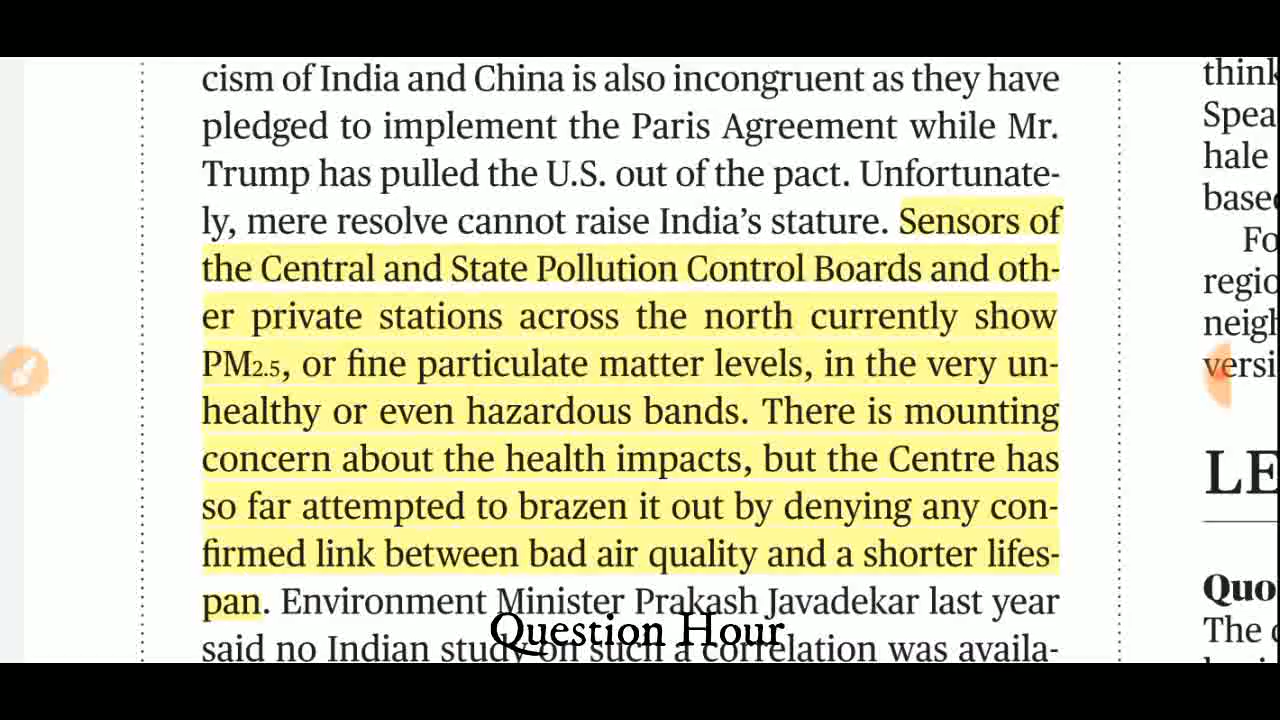 cism of India and China is also incongruent as they have
pledged to implement the Paris Agreement while Mr.
Trump has pulled the U.S. out of the pact. Unfortunate-
ly, mere resolve cannot raise India's stature. Sensors of
the Central and State Pollution Control Boards and oth-
er private stations across the north currently show
PM2.5, or fine particulate matter levels, in the very un-
healthy or even hazardous bands. There is mounting
concern about the health impacts, but the Centre has
so far attempted to brazen it out by denying any con-
firmed link between bad air quality and a shorter lifes-
pan. Environment Minister Prakash Javadekar last year
said no Indian study on such a correlation was availa-
Question Hour
think
Spea
hale
based
Fo
regio
neigh
versi
LE
Quo
The